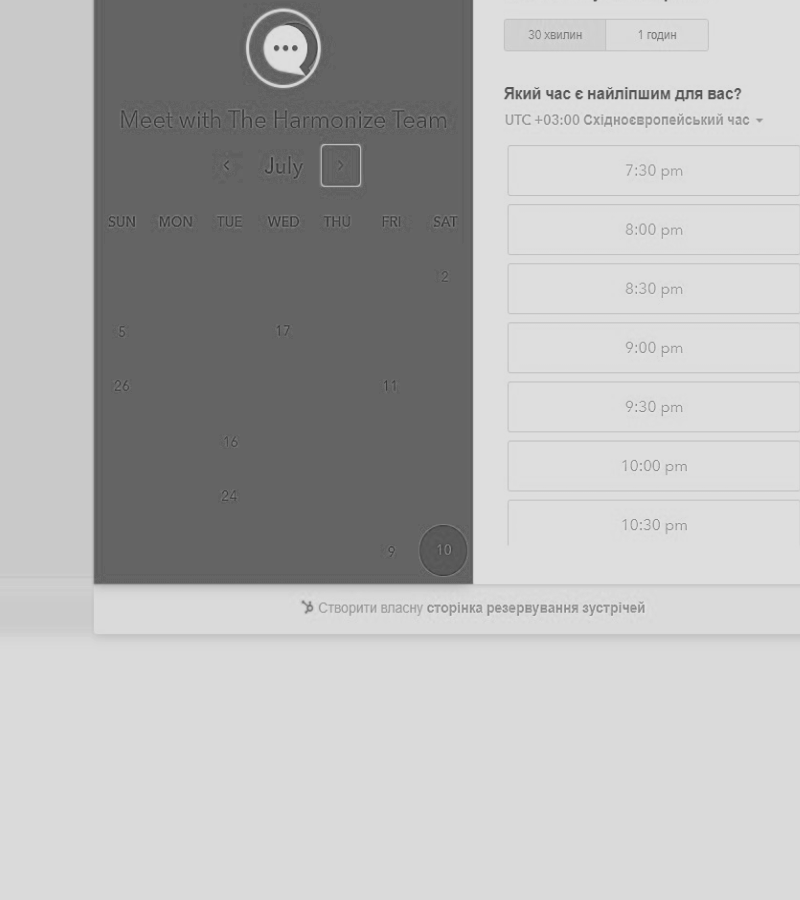 Meet with The Harmonize Team
July
SUN MON TUE WED THU FRI SAT
2
5 17
26 11
16
24
9 10
30 хвилин 1 годин
Який час є найліпшим для вас?
UTC +03:00 Східноєвропейський час
7:30 pm
8:00 pm
8:30 pm
9:00 pm
9:30 pm
10:00 pm
10:30 pm
Створити власну сторінка резервування зустрічей